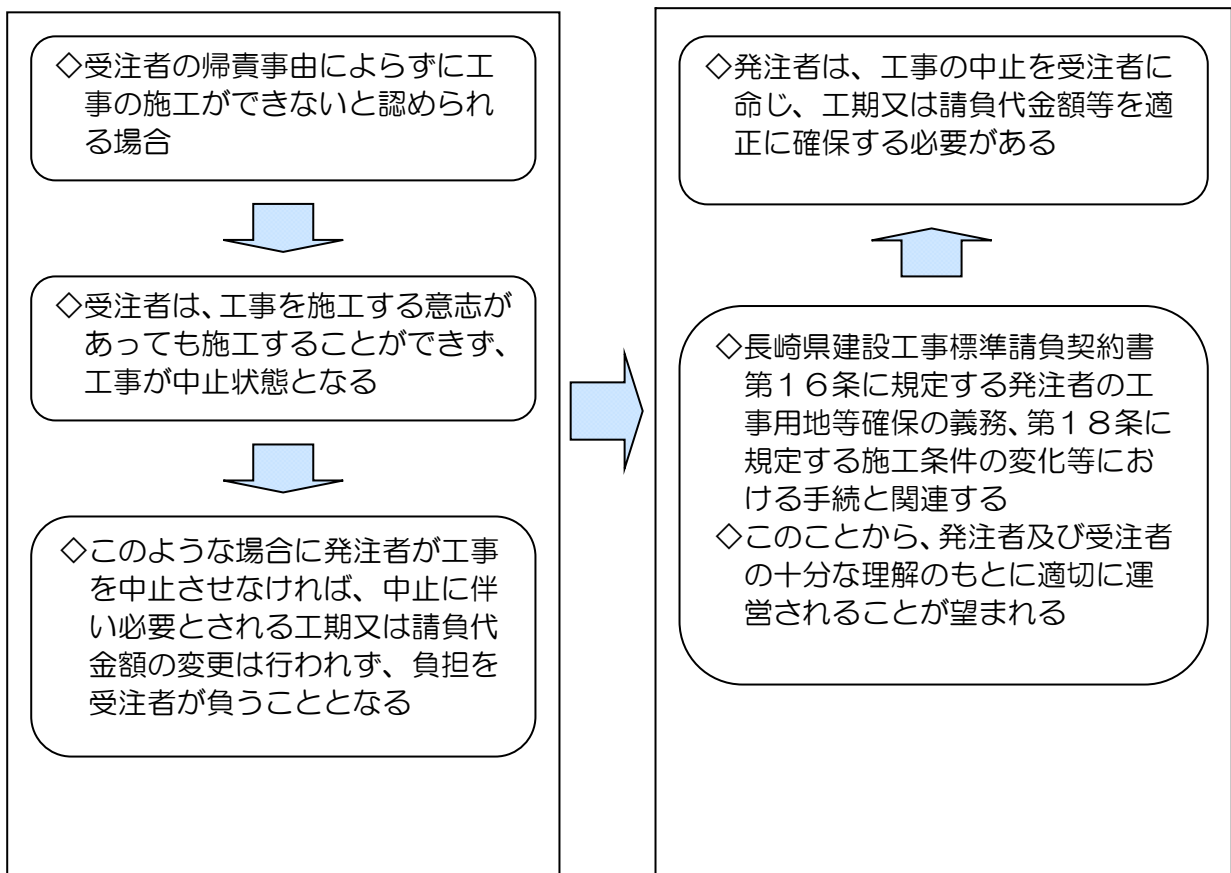 ◇受注者の帰責事由によらずに工
事の施工ができないと認められ
る場合
◇受注者は、工事を施工する意志が
あっても施工することができず、
工事が中止状態となる
◇このような場合に発注者が工事
を中止させなければ、中止に伴
い必要とされる工期又は請負代
金額の変更は行われず、負担を
受注者が負うこととなる
◇発注者は、工事の中止を受注者に
命じ、工期又は請負代金額等を適
正に確保する必要がある
◇長崎県建設工事標準請負契約書
第１６条に規定する発注者の工
事用地等確保の義務、第１８条に
規定する施工条件の変化等にお
ける手続と関連する
◇このことから、発注者及び受注者
の十分な理解のもとに適切に運
営されることが望まれる